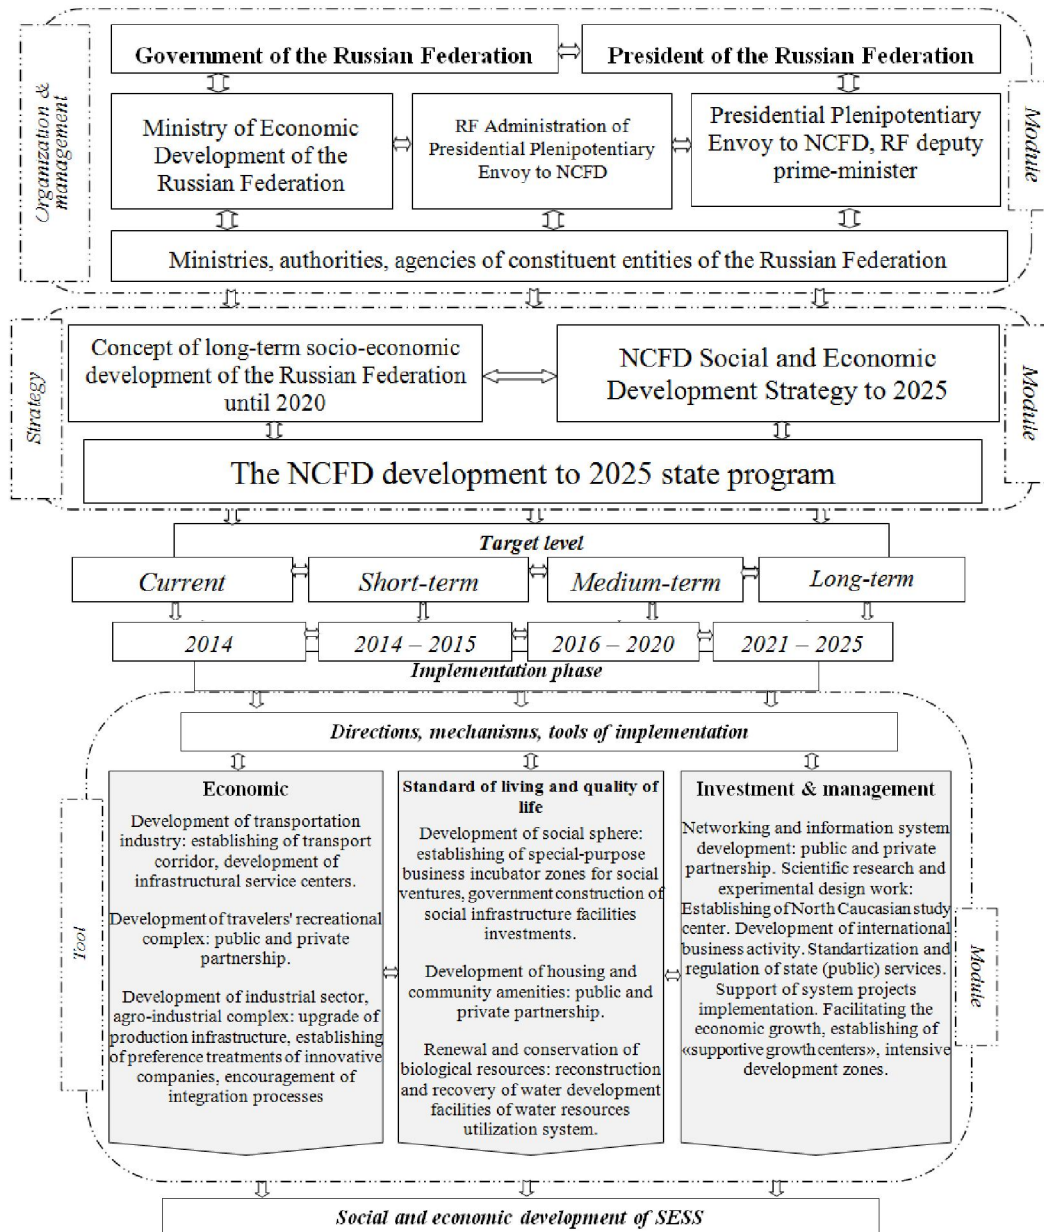 Government of the Russian Federation
President of the Russian Federation
Organization &
management
Module
Ministry of Economic
Development of the
Russian Federation
RF Administration of
Presidential Plenipotentiary
Envoy to NCFD
Presidential Plenipotentiary
Envoy to NCFD, RF deputy
prime-minister
Ministries, authorities, agencies of constituent entities of the Russian Federation
Strategy
Module
Concept of long-term socio-economic
development of the Russian Federation
until 2020
NCFD Social and Economic
Development Strategy to 2025
The NCFD development to 2025 state program
Target level
Current
Short-term
Medium-term
Long-term
2014
2014 – 2015
2016 – 2020
2021 – 2025
Implementation phase
Directions, mechanisms, tools of implementation
Tool
Module
Economic
Development of transportation
industry: establishing of transport
corridor, development of
infrastructural service centers.
Development of travelers' recreational
complex: public and private
partnership.
Development of industrial sector,
agro-industrial complex: upgrade of
production infrastructure, establishing
of preference treatments of innovative
companies, encouragement of
integration processes
Standard of living and quality of
life
Development of social sphere:
establishing of special-purpose
business incubator zones for social
ventures, government construction of
social infrastructure facilities
investments.
Development of housing and
community amenities: public and
private partnership.
Renewal and conservation of
biological resources: reconstruction
and recovery of water development
facilities of water resources
utilization system.
Investment & management
Networking and information system
development: public and private
partnership. Scientific research and
experimental design work:
Establishing of North Caucasian study
center. Development of international
business activity. Standartization and
regulation of state (public) services.
Support of system projects
implementation. Facilitating the
economic growth, establishing of
«supportive growth centers», intensive
development zones.
Social and economic development of SESS